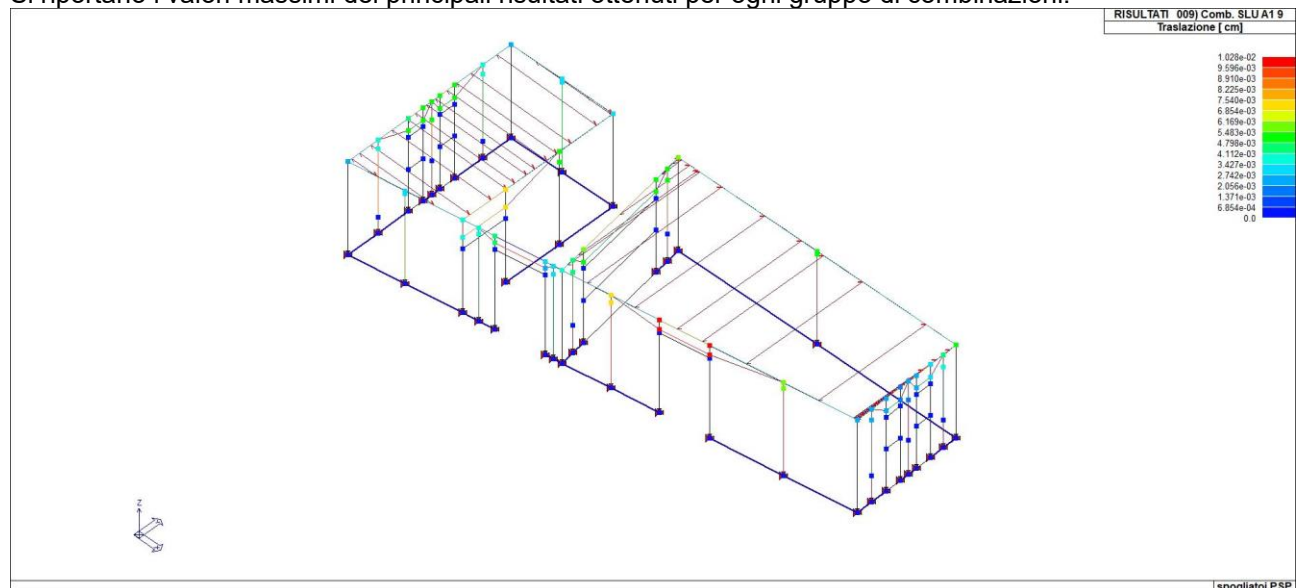 Si riportano i valori massimi dei principali risultati ottenuti per ogni gruppo di combinazioni.
RISULTATI 009) Comb. SLU A1 9
Traslazione [ cm]
1.028e-02
9.596e-03
8.910e-03
8.225e-03
7.540e-03
6.854e-03
6.169e-03
5.483e-03
4.798e-03
4.112e-03
3.427e-03
2.742e-03
2.056e-03
1.371e-03
6.854e-04
0.0
Z
spogliatoi.PSP